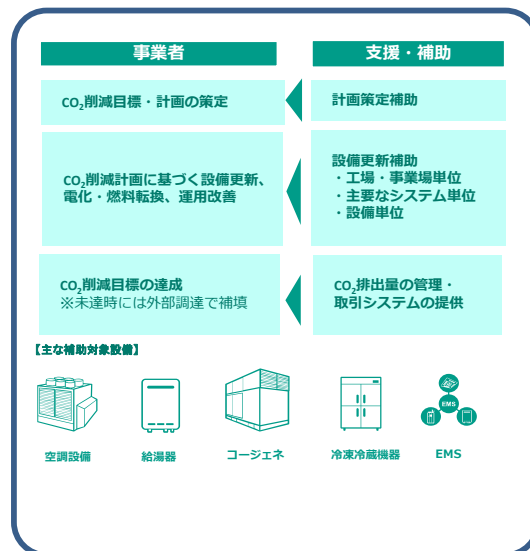 事業者
支援・補助
CO₂削減目標・計画の策定
計画策定補助
CO₂削減計画に基づく設備更新、
電化・燃料転換、運用改善
設備更新補助
・工場・事業場単位
・主要なシステム単位
・設備単位
CO₂削減目標の達成
※未達時には外部調達で補填
CO₂排出量の管理・
取引システムの提供
【主な補助対象設備】
EMS
空調設備
給湯器
コージェネ
冷凍冷蔵機器
EMS